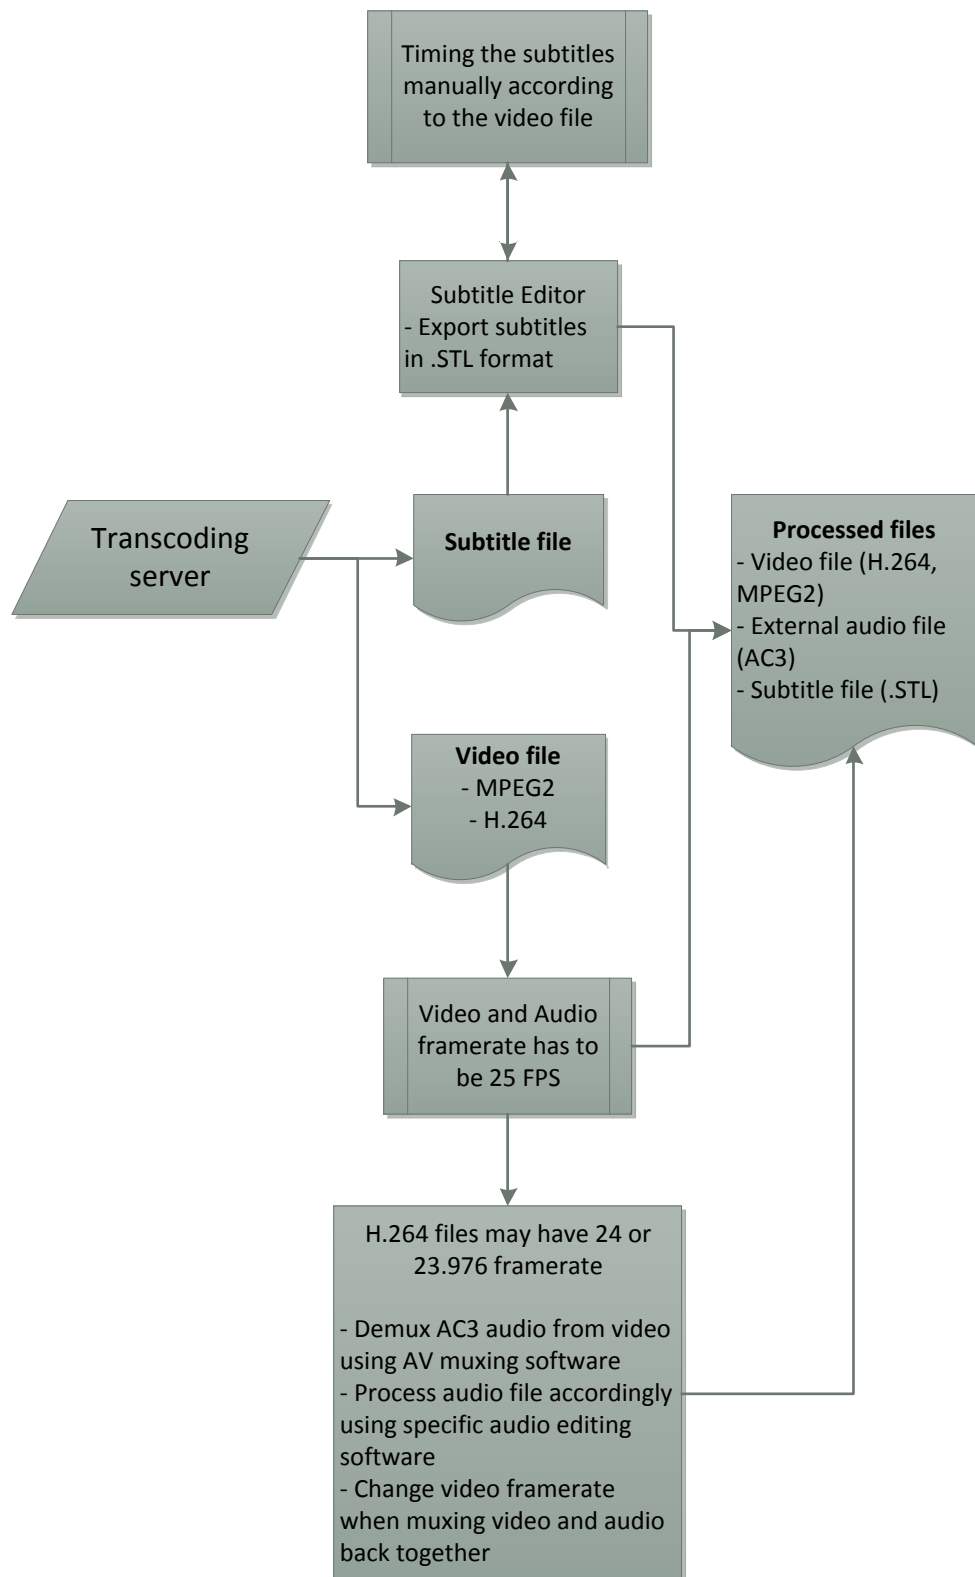 Timing the subtitles
manually according
to the video file
Subtitle Editor
- Export subtitles
in .STL format
Transcoding
server
Subtitle file
Processed files
- Video file (H.264,
MPEG2)
- External audio file
(AC3)
- Subtitle file (.STL)
Video file
- MPEG2
- H.264
Video and Audio
framerate has to
be 25 FPS
H.264 files may have 24 or
23.976 framerate
- Demux AC3 audio from video
using AV muxing software
- Process audio file accordingly
using specific audio editing
software
- Change video framerate
when muxing video and audio
back together